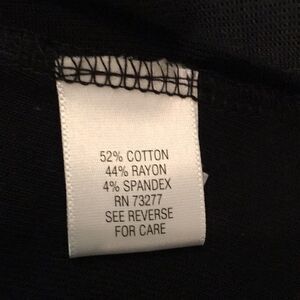 52% COTTON
44% RAYON
4% SPANDEX
RN 73277
SEE REVERSE
FOR CARE